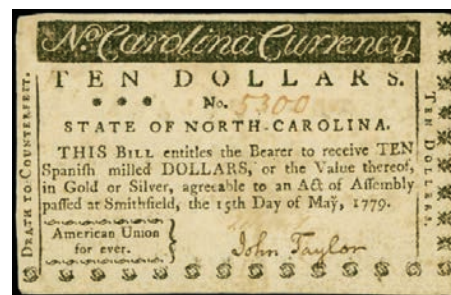 No. Carolina Currency
TEN DOLLARS.
No. 5300
STATE OF NORTH-CAROLINA.
THIS BILL entitles the Bearer to receive TEN
Spanish milled DOLLARS, or the Value thereof,
in Gold or Silver, agreeable to an Act of Assembly
passed at Smithfield, the 15th Day of May, 1779.
American Union
for ever.
John Taylor
DEATH TO COUNTERFEIT.
TEN DOLLARS.